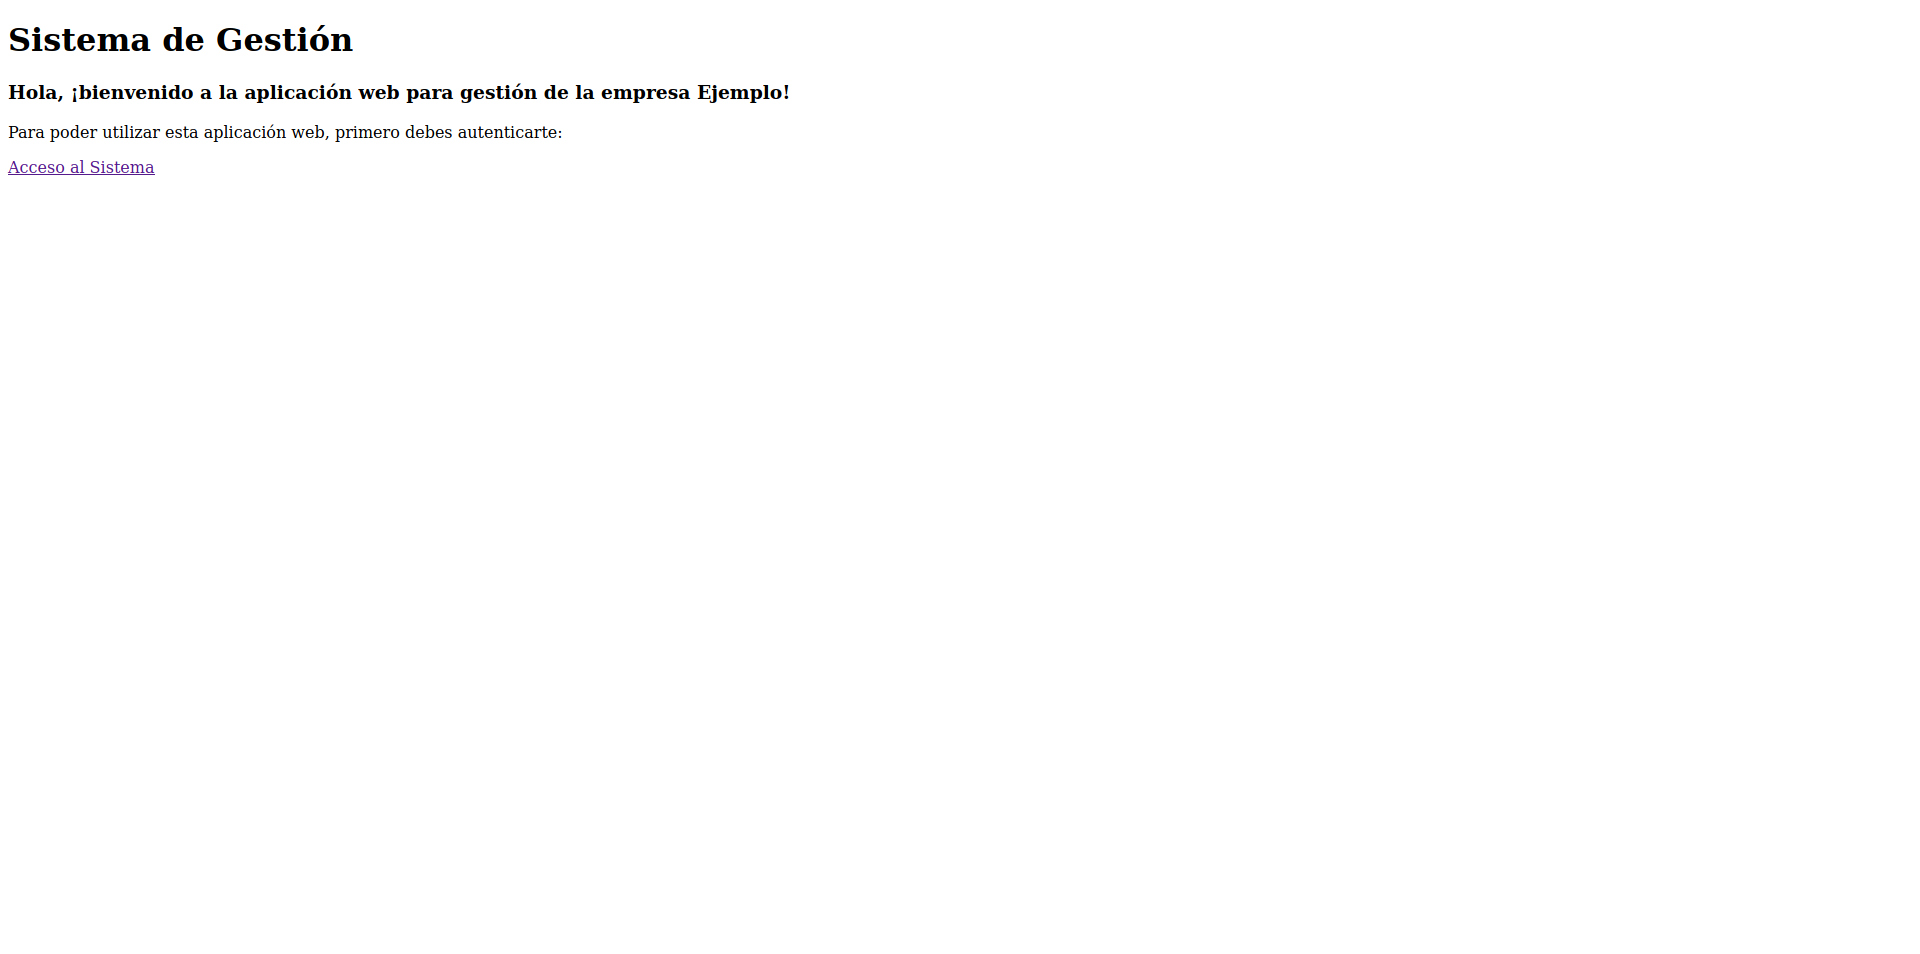 Sistema de Gestión
Hola, ¡bienvenido a la aplicación web para gestión de la empresa Ejemplo!
Para poder utilizar esta aplicación web, primero debes autenticarte:
Acceso al Sistema